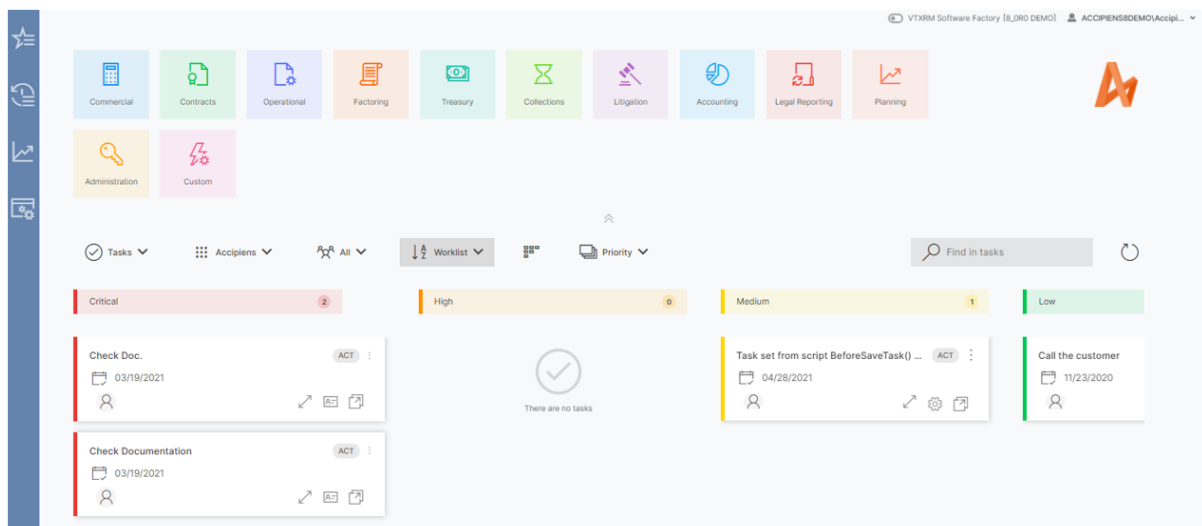 VTXRM Software Factory [8_0R0 DEMO] ACCIPIENS8DEMO\Accipi...
Commercial Contracts Operational Factoring Treasury Collections Litigation Accounting Legal Reporting Planning
Administration Custom
Tasks Accipiens All Worklist Priority Find in tasks
Critical 2 High 0 Medium 1 Low
Check Doc. ACT
03/19/2021
Task set from script BeforeSaveTask() ... ACT
04/28/2021
Call the customer
11/23/2020
There are no tasks
Check Documentation ACT
03/19/2021